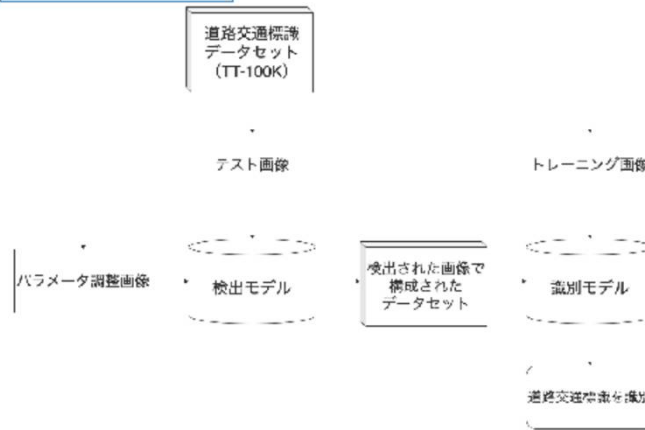 道路交通標識
データセット
（TT-100K）
テスト画像
トレーニング画像
パラメータ調整画像
検出モデル
検出された画像で
構成された
データセット
識別モデル
道路交通標識を識別